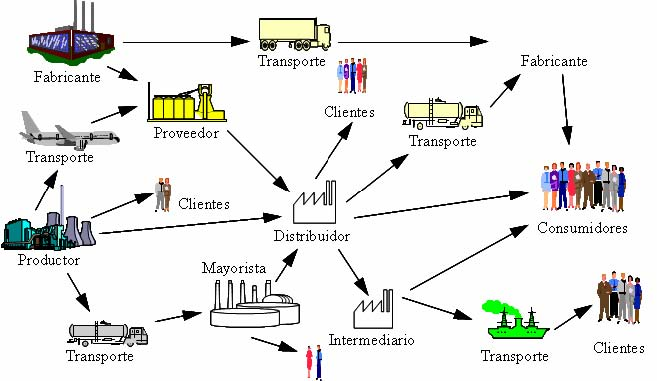 Fabricante
Transporte
Fabricante
Clientes
Proveedor
Transporte
Transporte
Clientes
Consumidores
Productor
Distribuidor
Mayorista
Transporte
Intermediario
Transporte
Clientes